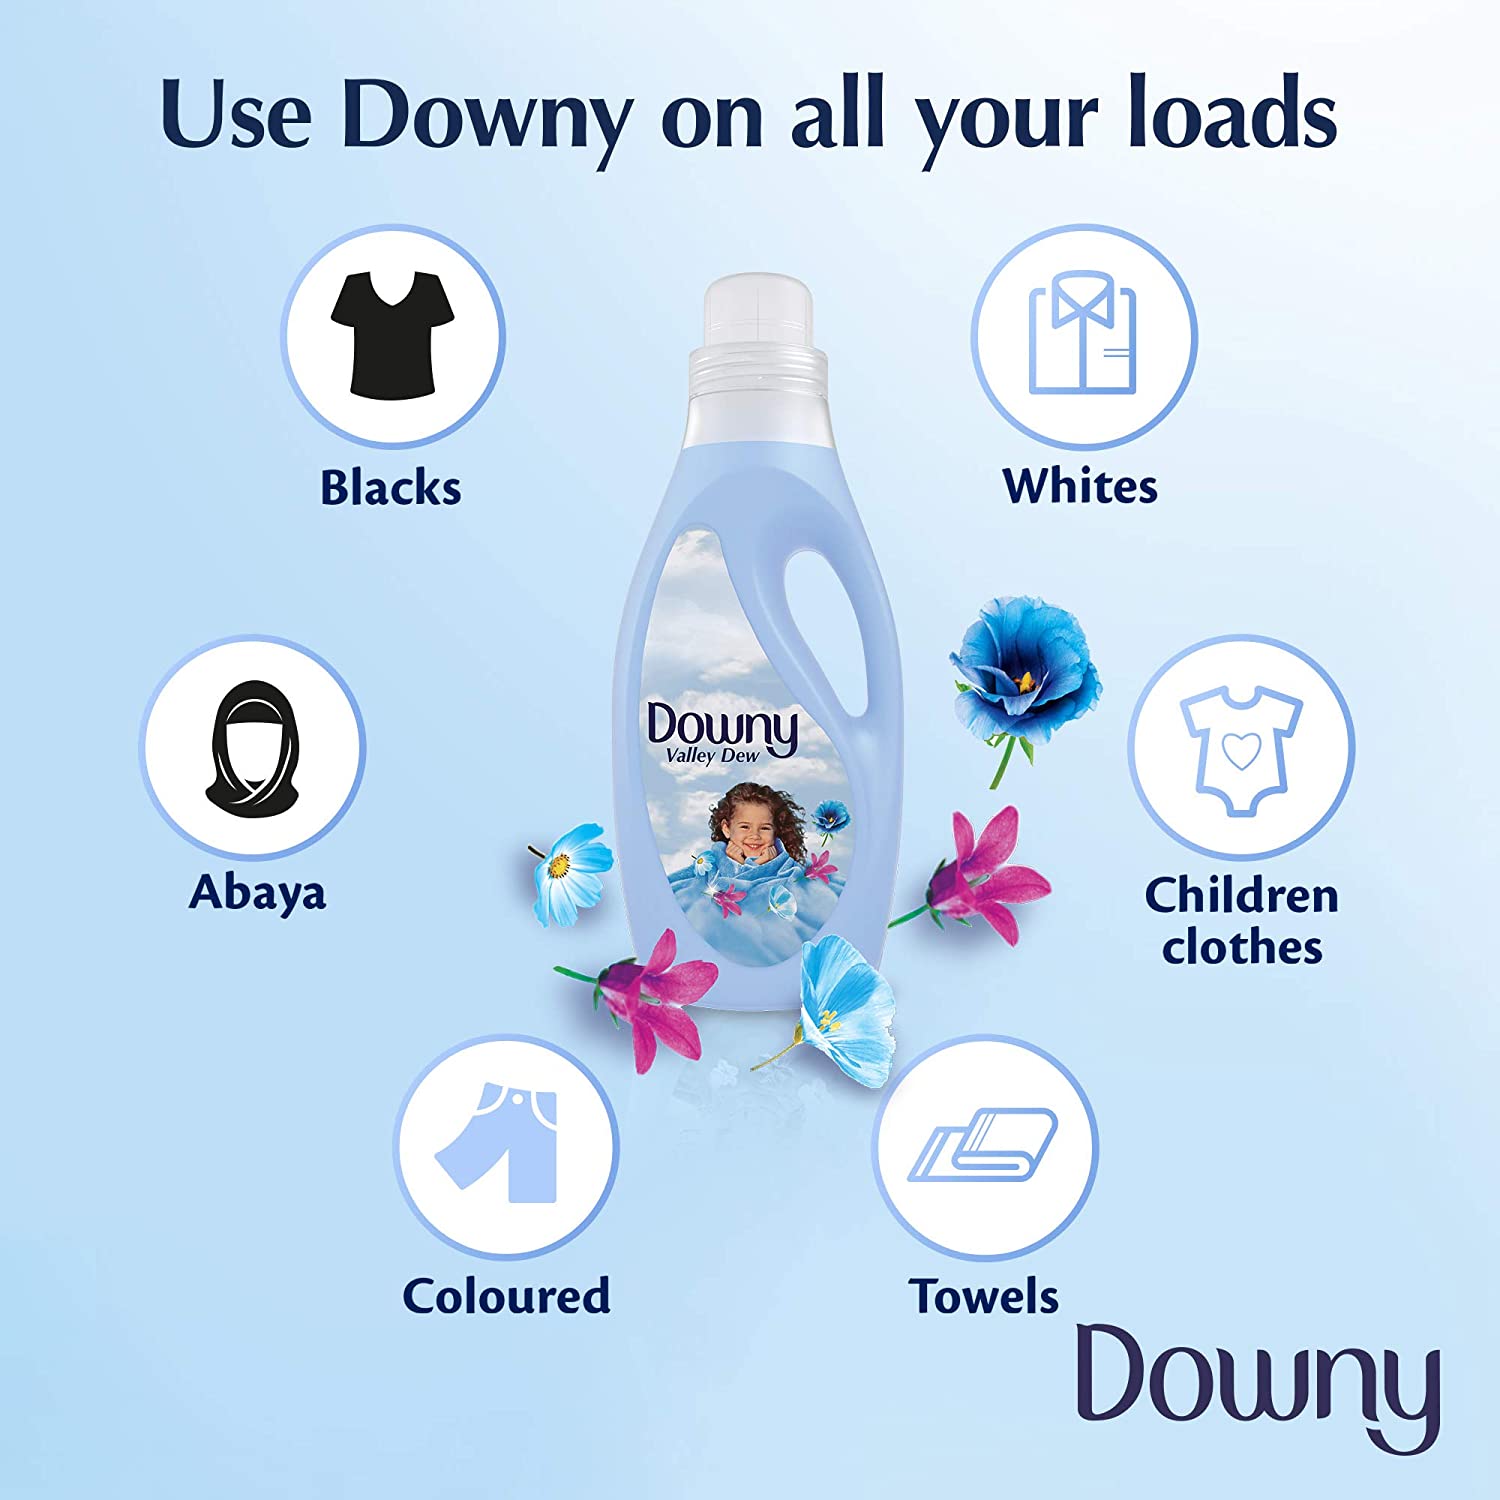 Use Downy on all your loads
Blacks
Whites
Downy
Valley Dew
Abaya
Children
clothes
Coloured
Towels
Downy